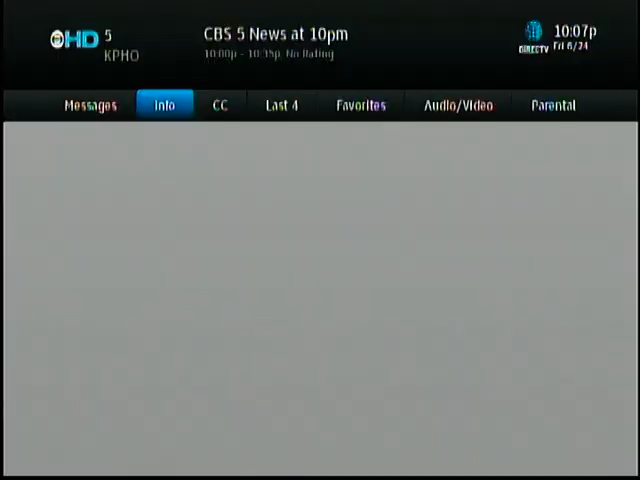 HD 5
KPHO
CBS 5 News at 10pm
10:00p - 10:35p, No Rating
DIRECTV
10:07p
Fri 6/24
Messages Info CC Last 4 Favorites Audio/Video Parental